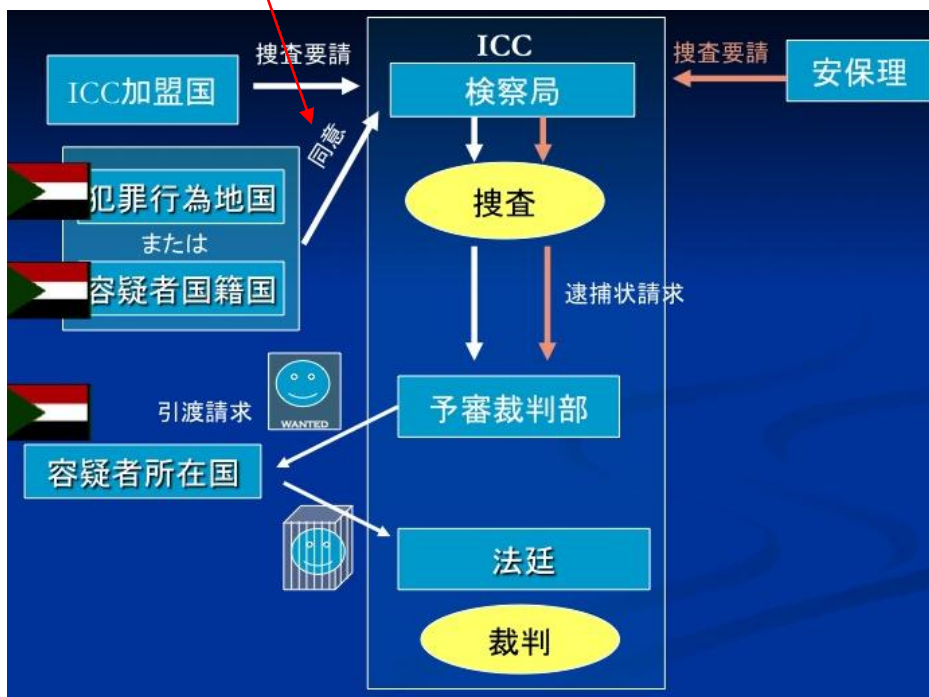 ICC
捜査要請
捜査要請
ICC加盟国
検察局
安保理
同意
犯罪行為地国
または
容疑者国籍国
捜査
逮捕状請求
引渡請求
WANTED
予審裁判部
容疑者所在国
法廷
裁判